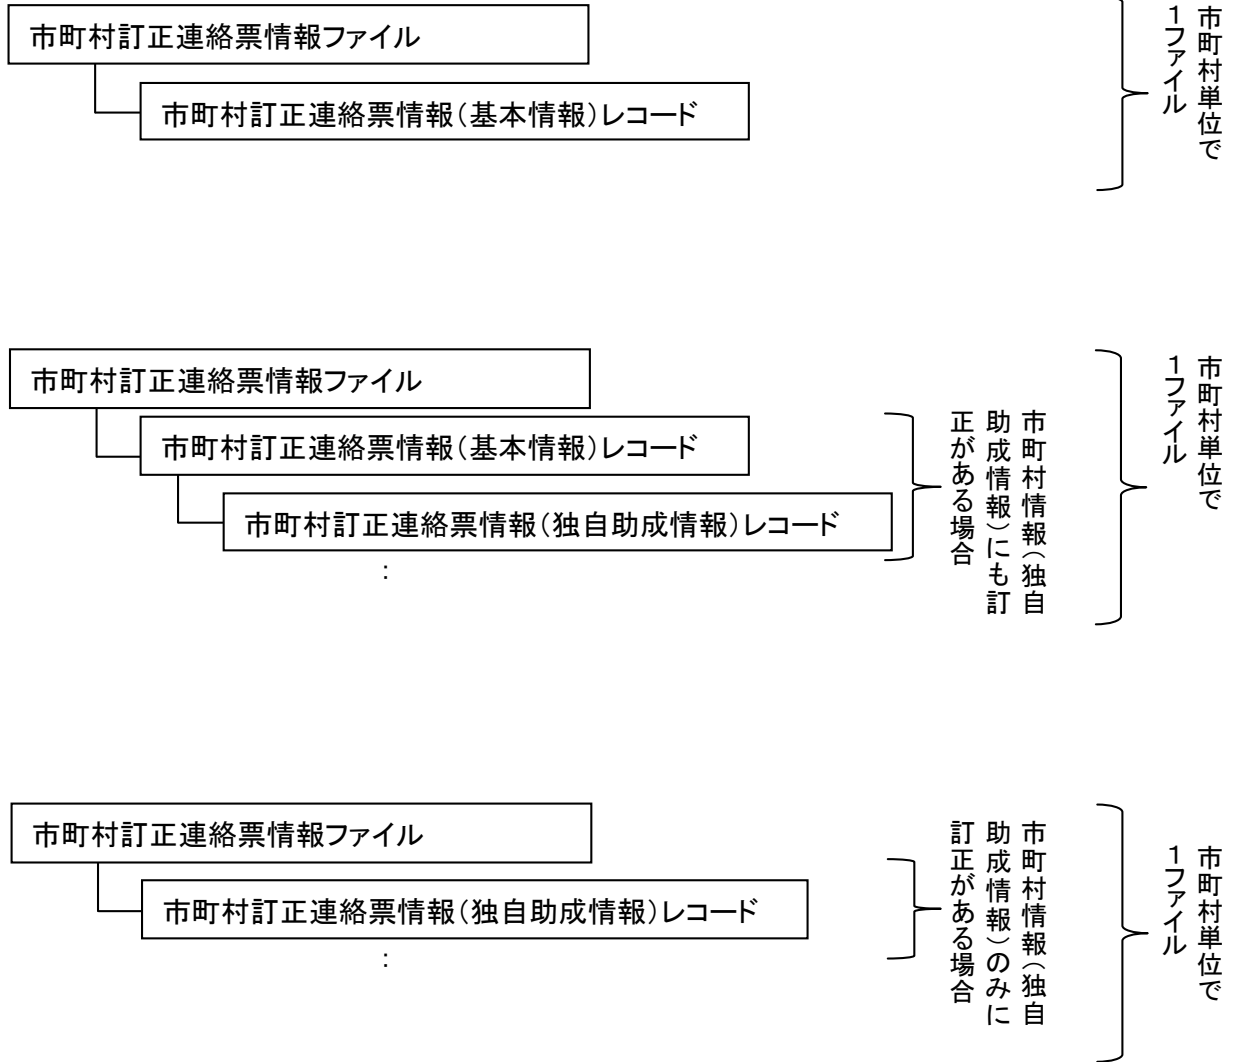 市町村訂正連絡票情報ファイル
市町村訂正連絡票情報（基本情報）レコード
市町村単位で
１ファイル
市町村訂正連絡票情報ファイル
市町村訂正連絡票情報（基本情報）レコード
市町村訂正連絡票情報（独自助成情報）レコード
：
市町村情報（独自
助成情報）にも訂
正がある場合
市町村単位で
１ファイル
市町村訂正連絡票情報ファイル
市町村訂正連絡票情報（独自助成情報）レコード
：
市町村情報（独自
助成情報）のみに
訂正がある場合
市町村単位で
１ファイル